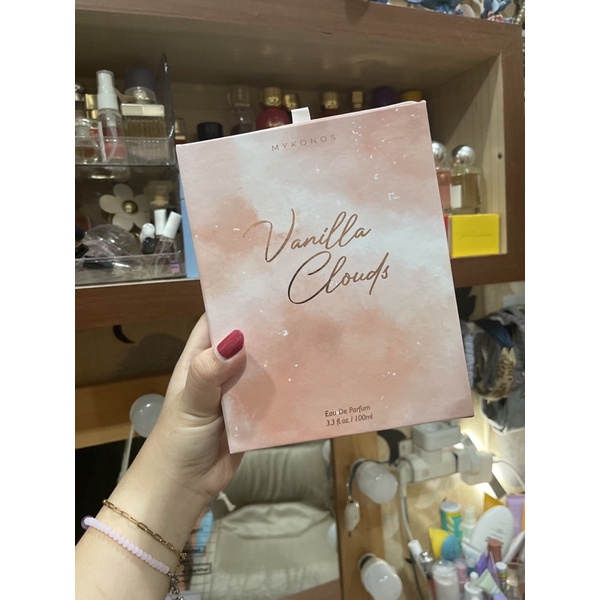 MYKONOS
Vanilla
Clouds
Eau De Parfum
3.3 fl.oz. / 100ml